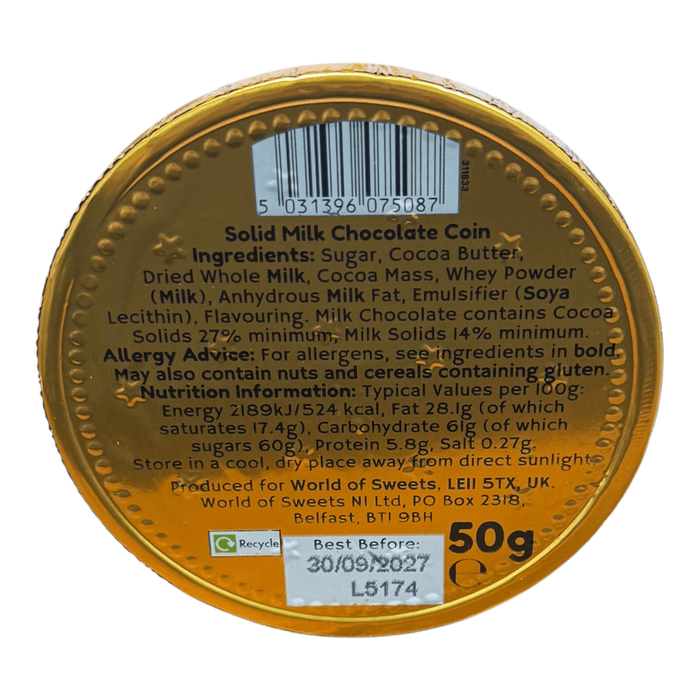 311833
5 031396 075087
Solid Milk Chocolate Coin
Ingredients: Sugar, Cocoa Butter,
Dried Whole Milk, Cocoa Mass, Whey Powder
(Milk), Anhydrous Milk Fat, Emulsifier (Soya
Lecithin), Flavouring. Milk Chocolate contains Cocoa
Solids 27% minimum, Milk Solids 14% minimum.
Allergy Advice: For allergens, see ingredients in bold.
May also contain nuts and cereals containing gluten.
Nutrition Information: Typical Values per 100g:
Energy 2189kJ/524 kcal, Fat 28.1g (of which
saturates 17.4g), Carbohydrate 61g (of which
sugars 60g), Protein 5.8g, Salt 0.27g.
Store in a cool, dry place away from direct sunlight.
Produced for World of Sweets, LE11 5TX, UK.
World of Sweets NI Ltd, PO Box 2318,
Belfast, BT1 9BH
Recycle
Best Before:
30/09/2027
L5174
50g
℮